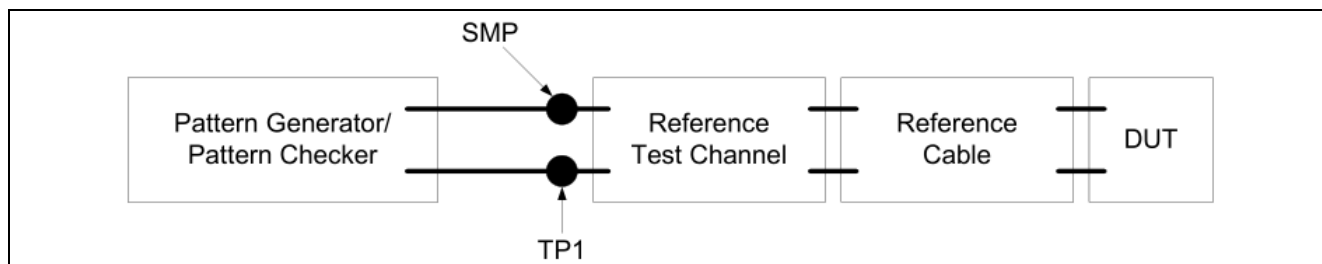 SMP
Pattern Generator/
Pattern Checker
Reference
Test Channel
Reference
Cable
DUT
TP1